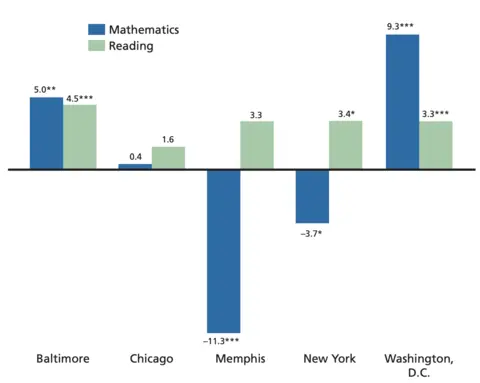 Mathematics
Reading
5.0**
4.5***
0.4
1.6
–11.3***
3.3
–3.7*
3.4*
9.3***
3.3***
Baltimore
Chicago
Memphis
New York
Washington,
D.C.